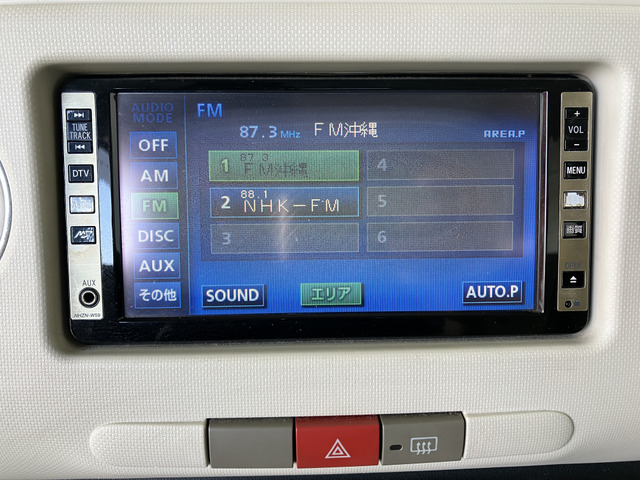 AUDIO MODE
FM
87.3 MHz FM沖縄
AREA.P
OFF
AM
FM
DISC
AUX
その他
1 87.3 FM沖縄
2 88.1 NHK-FM
3
4
5
6
SOUND
エリア
AUTO.P
TUNE
TRACK
DTV
AUX
NHZN-W59
+
VOL
-
MENU
画質